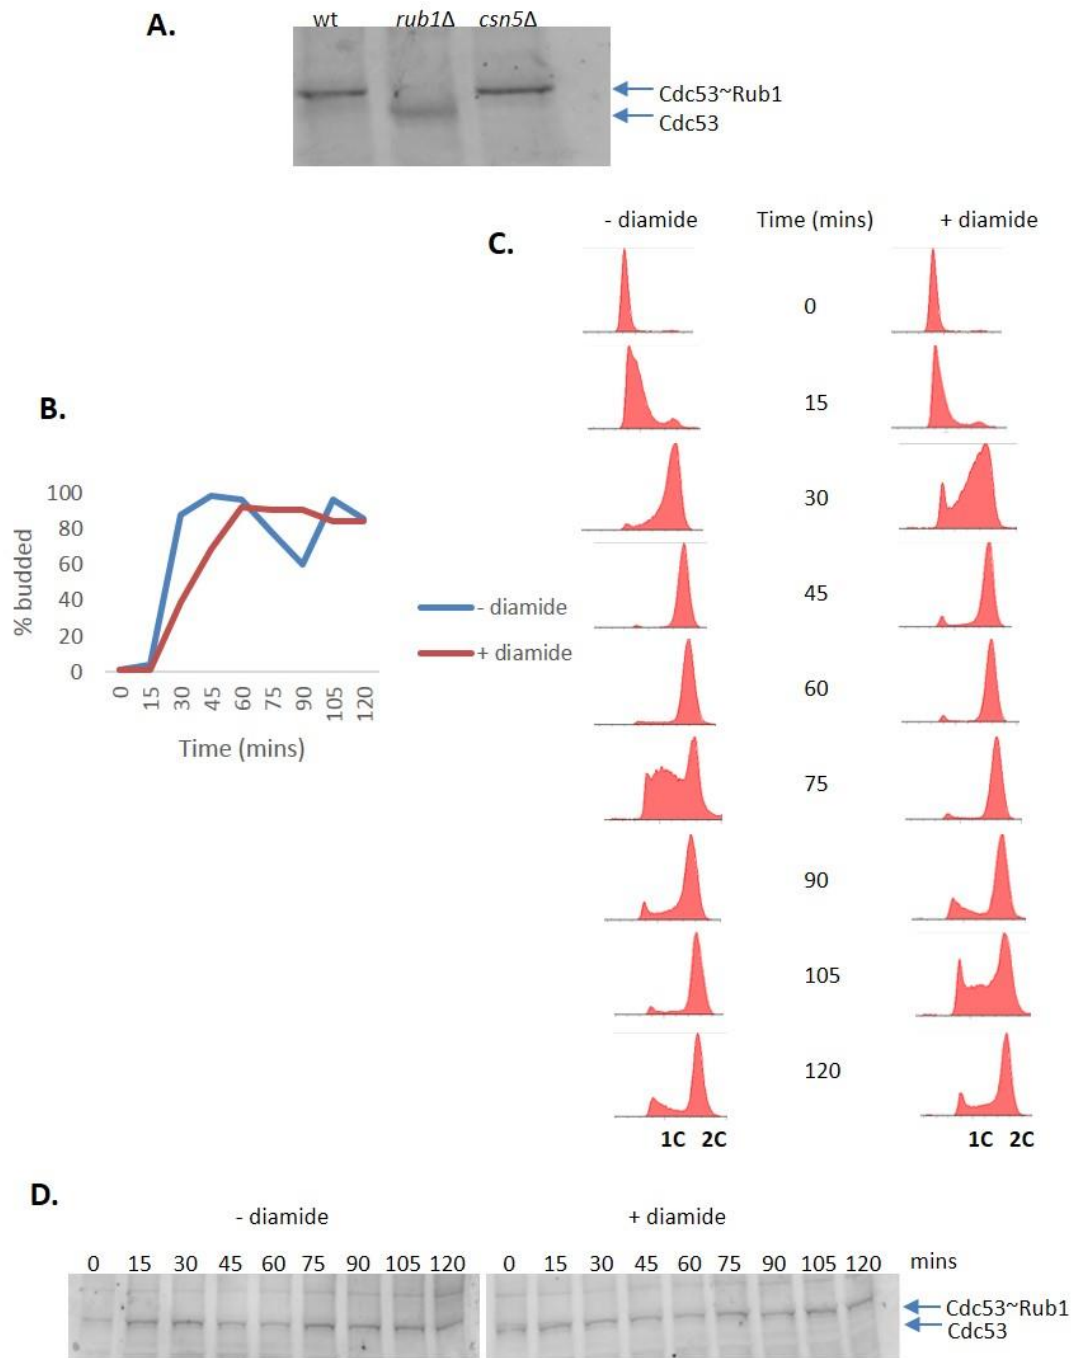 A.
wt rub1Δ csn5Δ
Cdc53~Rub1
Cdc53
B.
100
80
60
40
20
0
% budded
0 15 30 45 60 75 90 105 120
Time (mins)
- diamide
+ diamide
C.
- diamide Time (mins) + diamide
0
15
30
45
60
75
90
105
120
1C 2C 1C 2C
D.
- diamide + diamide
0 15 30 45 60 75 90 105 120 0 15 30 45 60 75 90 105 120 mins
Cdc53~Rub1
Cdc53